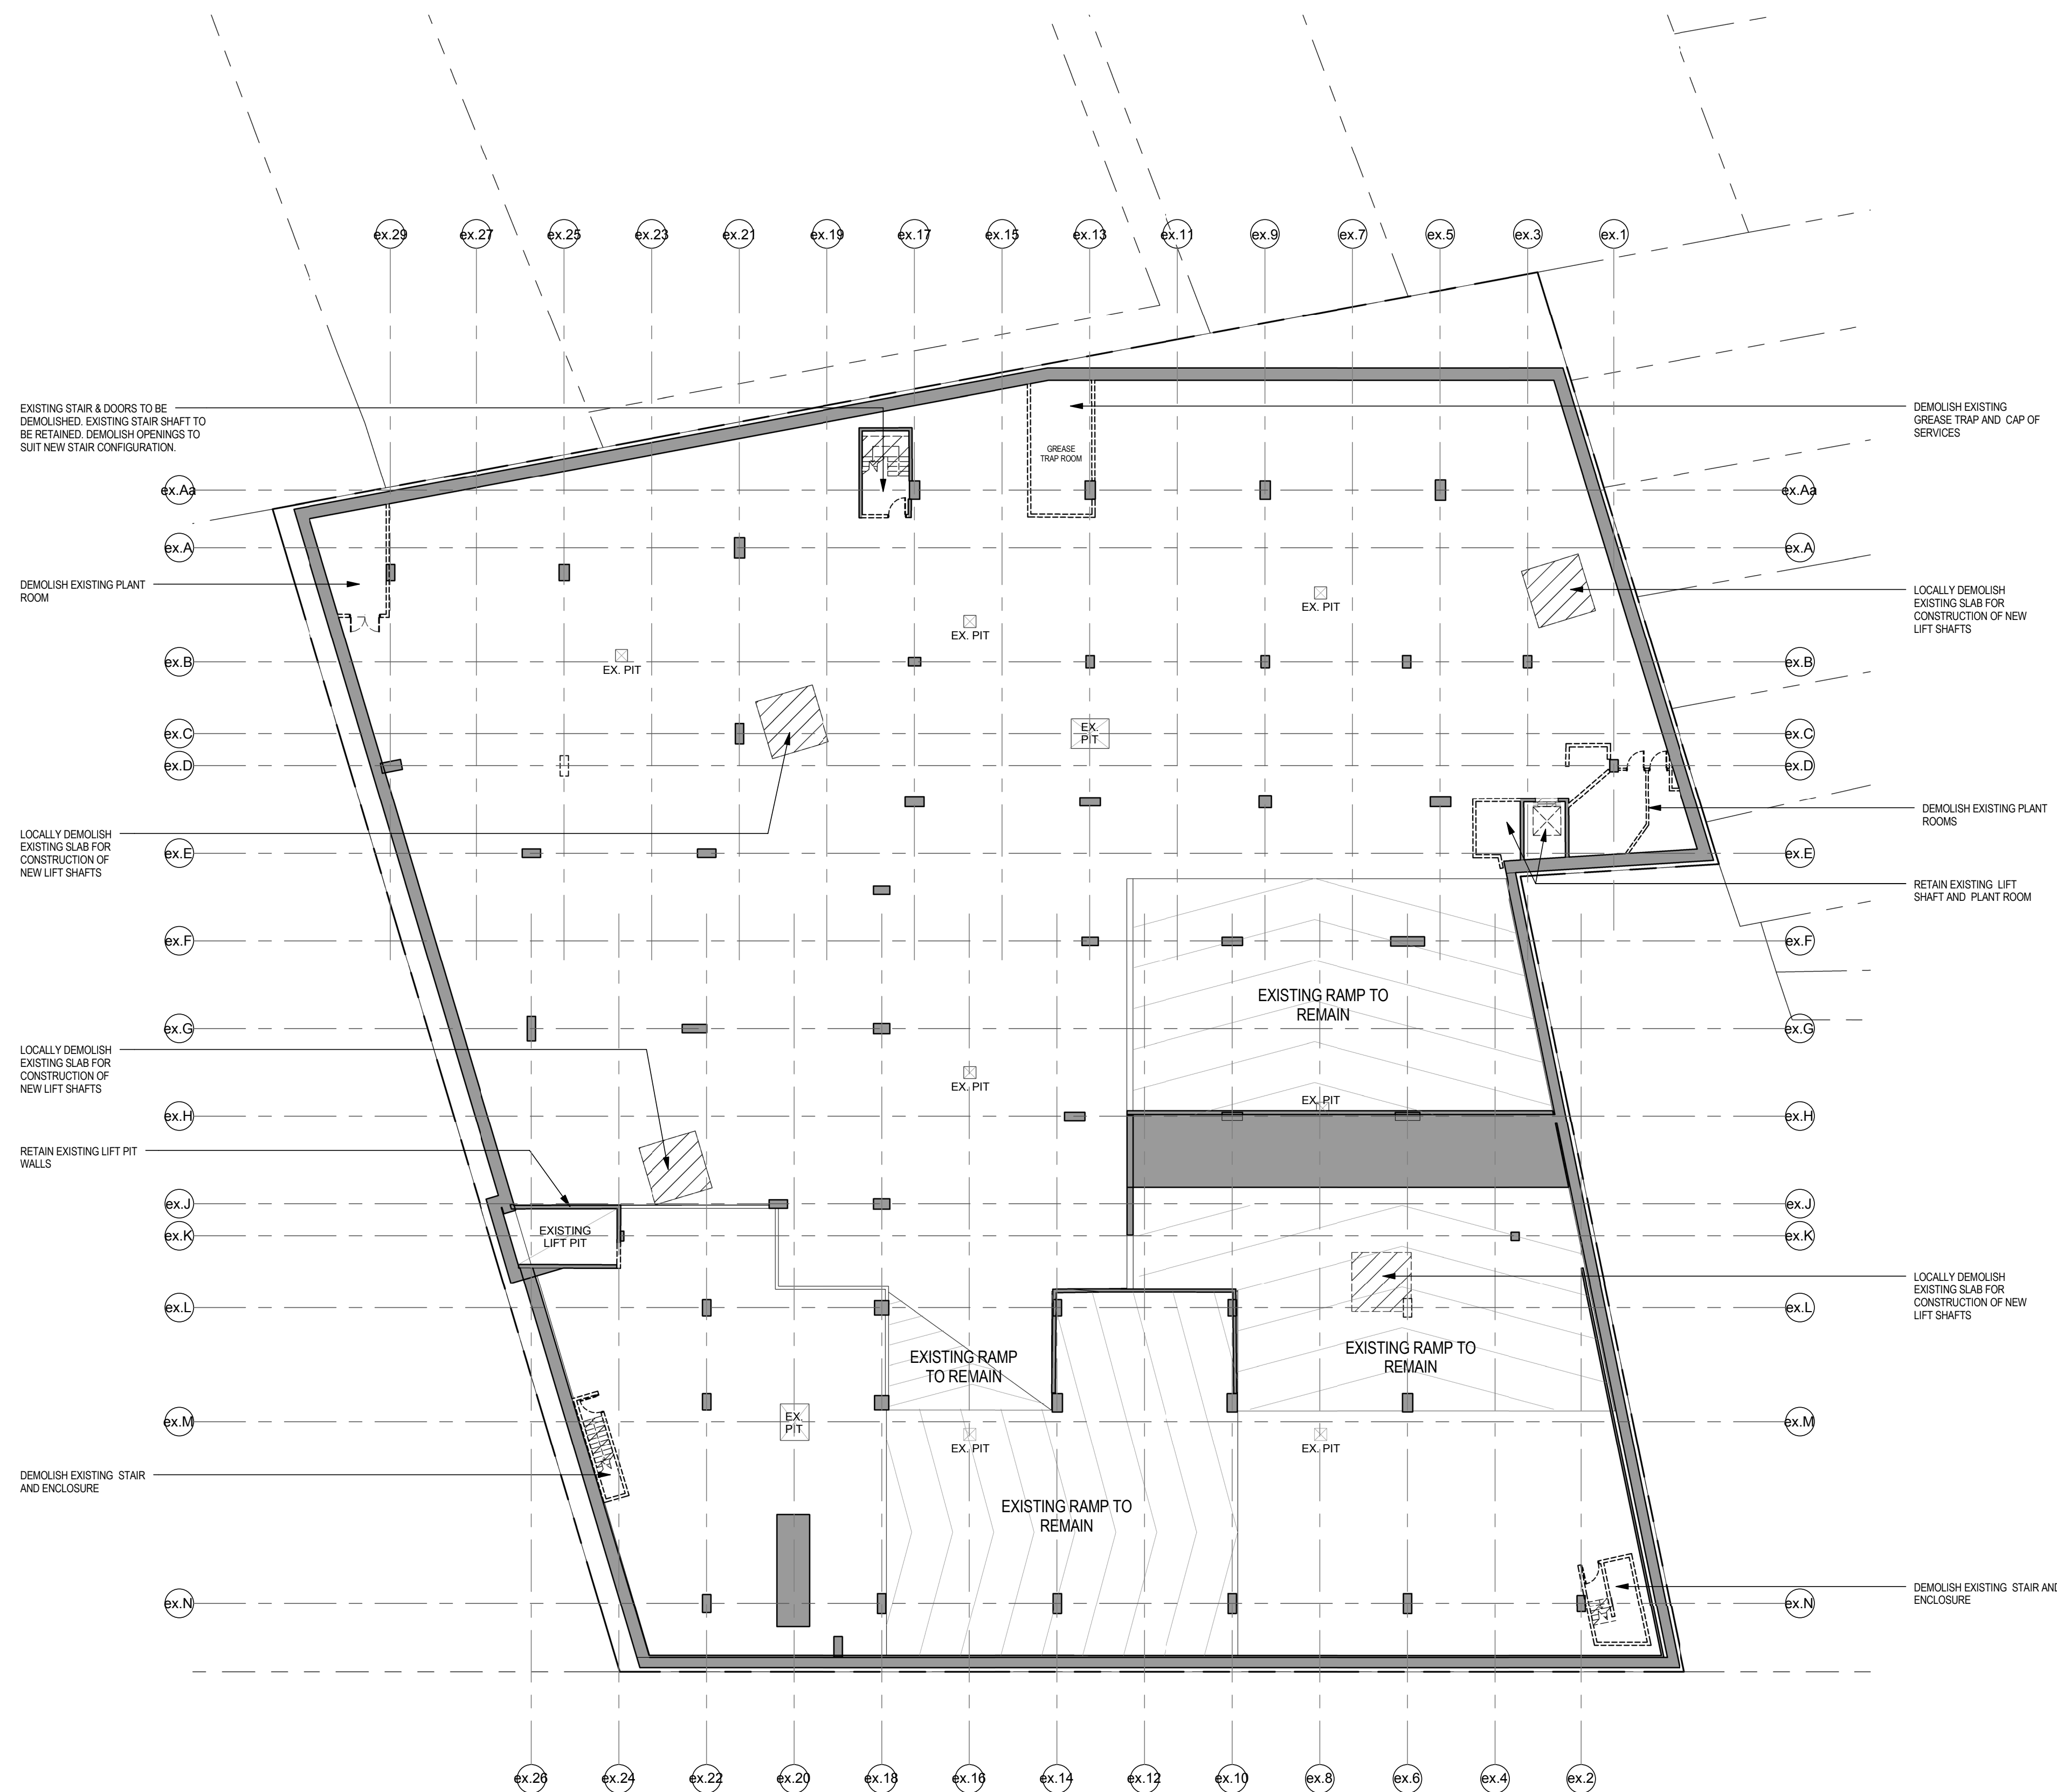 ex.29
ex.27
ex.25
ex.23
ex.21
ex.19
ex.17
ex.15
ex.13
ex.11
ex.9
ex.7
ex.5
ex.3
ex.1
EXISTING STAIR & DOORS TO BE
DEMOLISHED. EXISTING STAIR SHAFT TO
BE RETAINED. DEMOLISH OPENINGS TO
SUIT NEW STAIR CONFIGURATION.
DEMOLISH EXISTING
GREASE TRAP AND CAP OF
SERVICES
GREASE
TRAP ROOM
ex.Aa
ex.Aa
ex.A
ex.A
DEMOLISH EXISTING PLANT
ROOM
LOCALLY DEMOLISH
EXISTING SLAB FOR
CONSTRUCTION OF NEW
LIFT SHAFTS
EX. PIT
EX. PIT
EX. PIT
ex.B
ex.B
ex.C
EX.
PIT
ex.C
ex.D
ex.D
DEMOLISH EXISTING PLANT
ROOMS
LOCALLY DEMOLISH
EXISTING SLAB FOR
CONSTRUCTION OF
NEW LIFT SHAFTS
ex.E
ex.E
RETAIN EXISTING LIFT
SHAFT AND PLANT ROOM
ex.F
ex.F
EXISTING RAMP TO
REMAIN
ex.G
ex.G
LOCALLY DEMOLISH
EXISTING SLAB FOR
CONSTRUCTION OF
NEW LIFT SHAFTS
EX. PIT
EX. PIT
ex.H
ex.H
RETAIN EXISTING LIFT PIT
WALLS
ex.J
ex.J
EXISTING
LIFT PIT
ex.K
ex.K
LOCALLY DEMOLISH
EXISTING SLAB FOR
CONSTRUCTION OF NEW
LIFT SHAFTS
ex.L
ex.L
EXISTING RAMP
TO REMAIN
EXISTING RAMP TO
REMAIN
ex.M
EX.
PIT
ex.M
EX. PIT
EX. PIT
DEMOLISH EXISTING STAIR
AND ENCLOSURE
EXISTING RAMP TO
REMAIN
DEMOLISH EXISTING STAIR AND
ENCLOSURE
ex.N
ex.N
ex.26
ex.24
ex.22
ex.20
ex.18
ex.16
ex.14
ex.12
ex.10
ex.8
ex.6
ex.4
ex.2